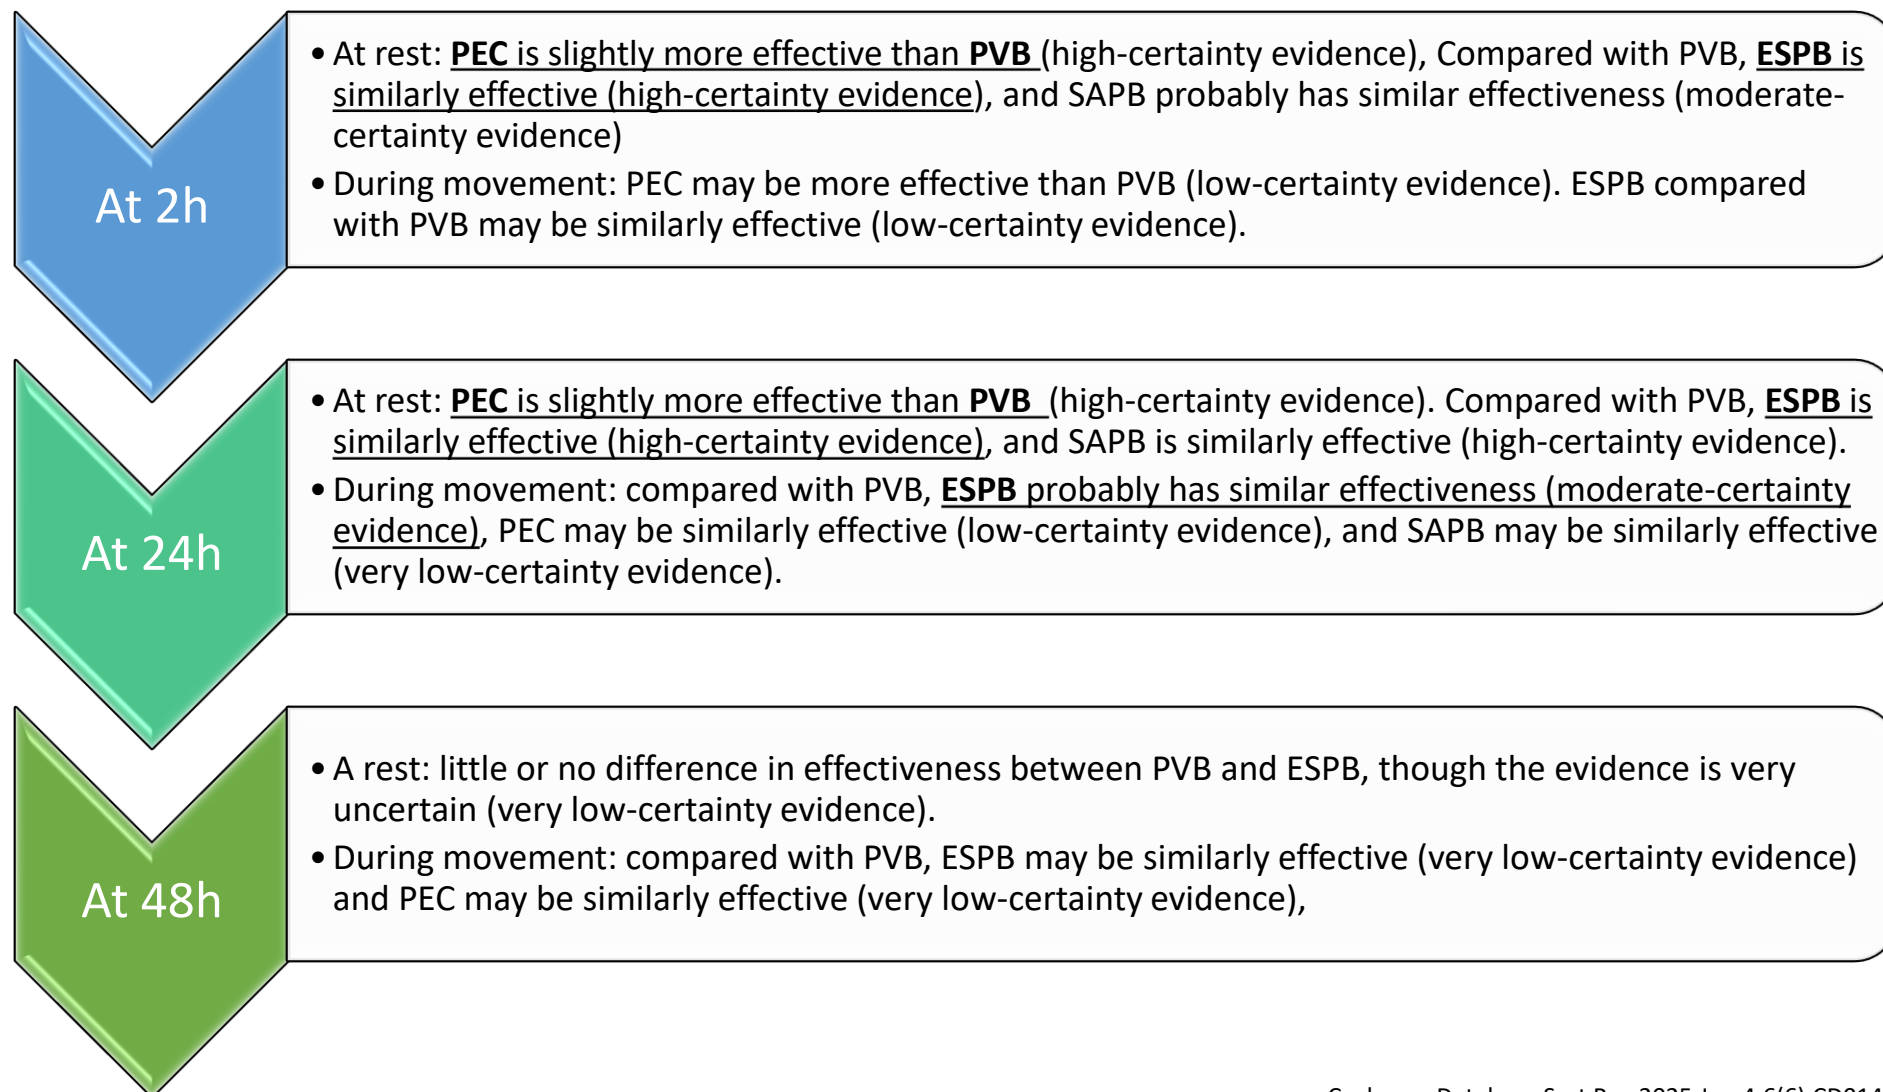 At 2h
• At rest: PEC is slightly more effective than PVB (high-certainty evidence), Compared with PVB, ESPB is
similarly effective (high-certainty evidence), and SAPB probably has similar effectiveness (moderate-
certainty evidence)
• During movement: PEC may be more effective than PVB (low-certainty evidence). ESPB compared
with PVB may be similarly effective (low-certainty evidence).
At 24h
• At rest: PEC is slightly more effective than PVB (high-certainty evidence). Compared with PVB, ESPB is
similarly effective (high-certainty evidence), and SAPB is similarly effective (high-certainty evidence).
• During movement: compared with PVB, ESPB probably has similar effectiveness (moderate-certainty
evidence), PEC may be similarly effective (low-certainty evidence), and SAPB may be similarly effective
(very low-certainty evidence).
At 48h
• A rest: little or no difference in effectiveness between PVB and ESPB, though the evidence is very
uncertain (very low-certainty evidence).
• During movement: compared with PVB, ESPB may be similarly effective (very low-certainty evidence)
and PEC may be similarly effective (very low-certainty evidence),